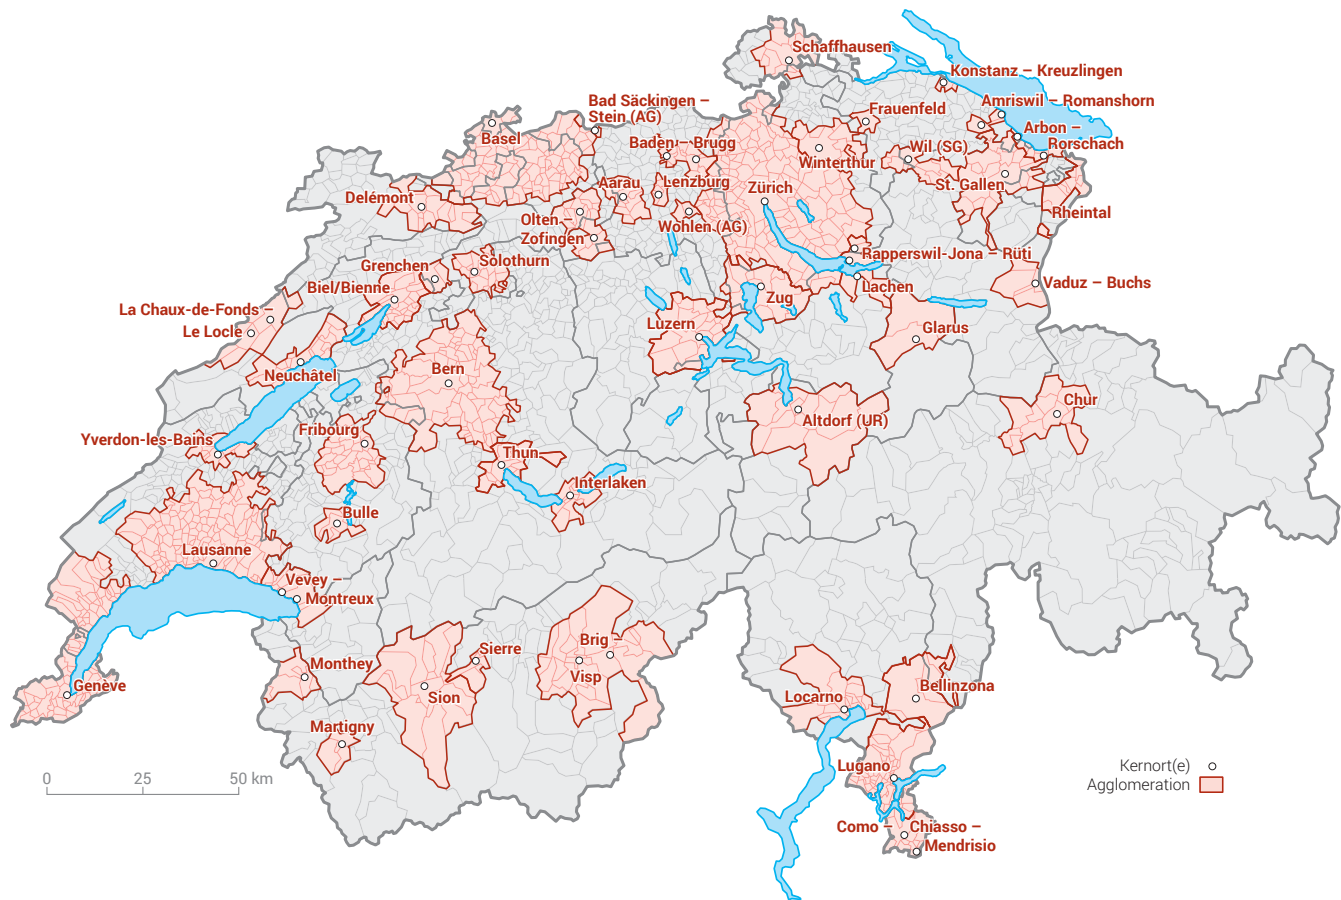 Schaffhausen
Konstanz – Kreuzlingen
Bad Säckingen –
Stein (AG)
Frauenfeld
Amriswil – Romanshorn
Arbon –
Rorschach
Basel
Baden – Brugg
Winterthur
Wil (SG)
Delémont
Aarau
Lenzburg
Zürich
St. Gallen
Olten –
Zofingen
Wohlen (AG)
Rheintal
Grenchen
Solothurn
Rapperswil-Jona – Rüti
Biel/Bienne
Lachen
Vaduz – Buchs
Zug
La Chaux-de-Fonds –
Le Locle
Luzern
Glarus
Neuchâtel
Bern
Chur
Altdorf (UR)
Yverdon-les-Bains
Fribourg
Thun
Interlaken
Bulle
Lausanne
Vevey –
Montreux
Monthey
Sierre
Brig –
Visp
Genève
Sion
Locarno
Bellinzona
Martigny
Lugano
0 25 50 km
Kernort(e)
Agglomeration
Como – Chiasso –
Mendrisio